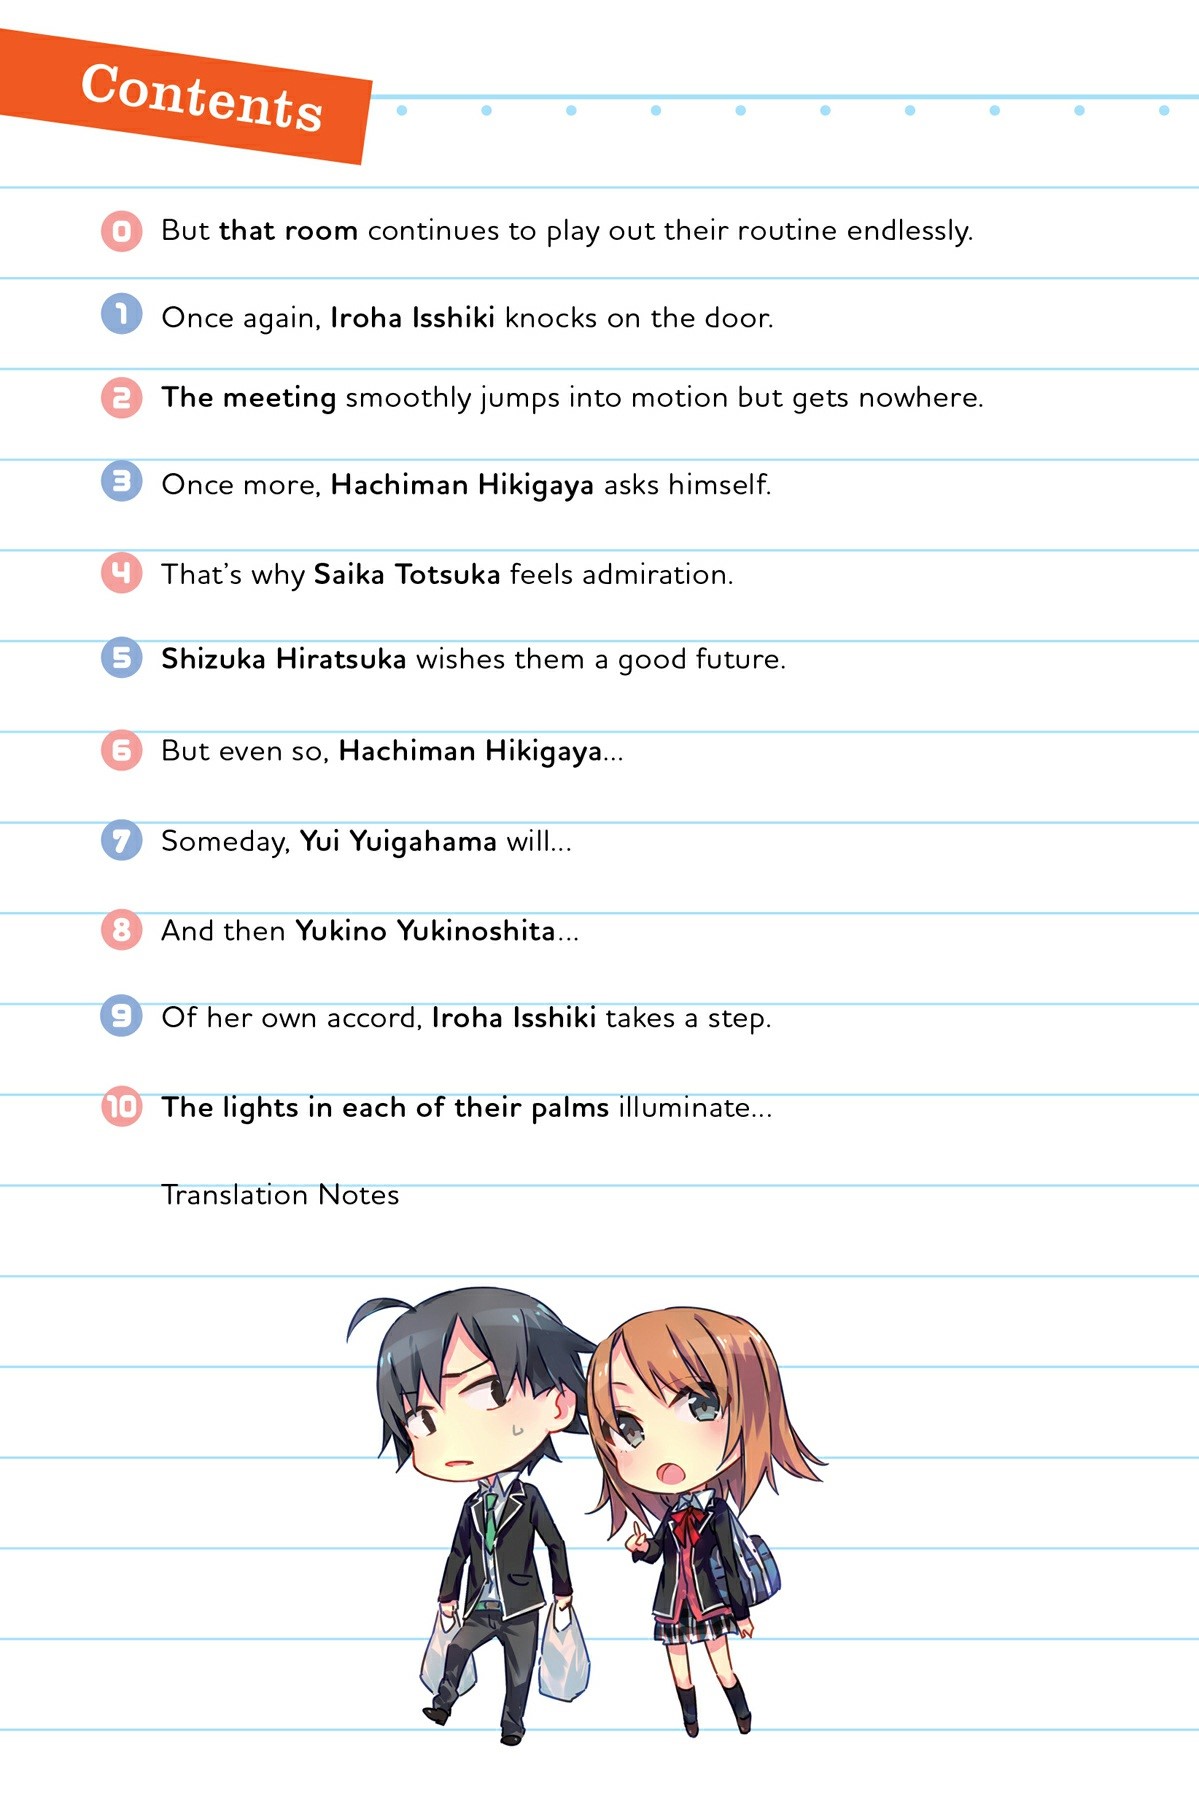 Contents
0 But that room continues to play out their routine endlessly.
1 Once again, Iroha Isshiki knocks on the door.
2 The meeting smoothly jumps into motion but gets nowhere.
3 Once more, Hachiman Hikigaya asks himself.
4 That's why Saika Totsuka feels admiration.
5 Shizuka Hiratsuka wishes them a good future.
6 But even so, Hachiman Hikigaya...
7 Someday, Yui Yuigahama will...
8 And then Yukino Yukinoshita...
9 Of her own accord, Iroha Isshiki takes a step.
10 The lights in each of their palms illuminate...
Translation Notes